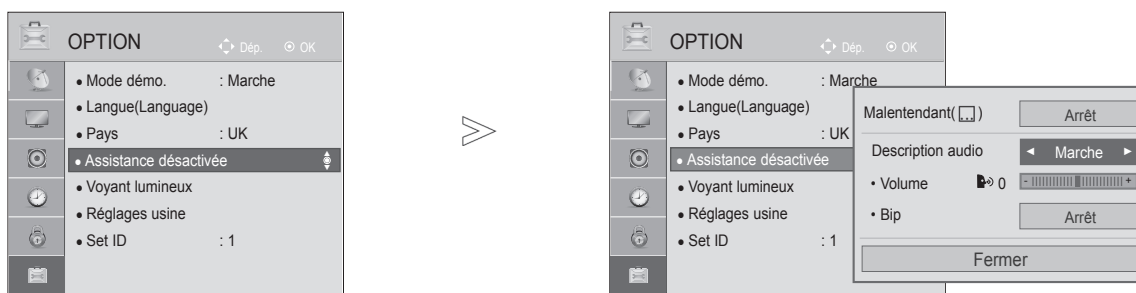 OPTION
Dép. OK
• Mode démo. : Marche
• Langue(Language)
• Pays : UK
• Assistance désactivée
• Voyant lumineux
• Réglages usine
• Set ID : 1
OPTION
Dép. OK
• Mode démo. : Marche
• Langue(Language)
• Pays : UK
• Assistance désactivée
• Voyant lumineux
• Réglages usine
• Set ID : 1
Malentendant( ... ) Arrêt
Description audio ◄ Marche ►
• Volume 0 - +
• Bip Arrêt
Fermer